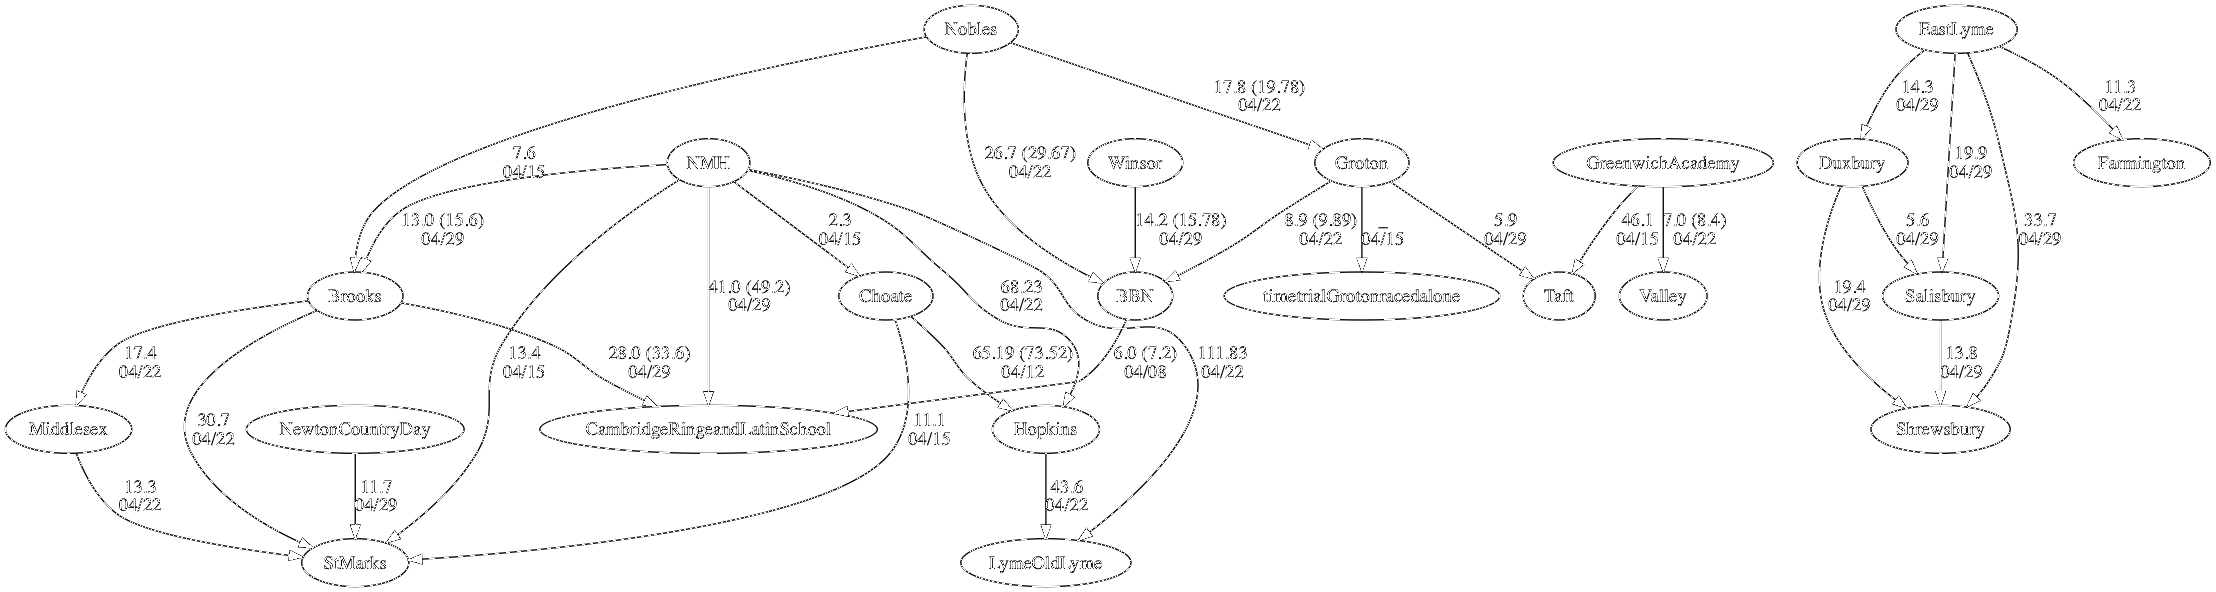 Nobles
EastLyme
17.8 (19.78)
04/22
14.3
04/29
11.3
04/22
7.6
04/15
NMH
26.7 (29.67)
04/22
Winsor
Groton
GreenwichAcademy
Duxbury
19.9
04/29
Farmington
13.0 (15.6)
04/29
2.3
04/15
14.2 (15.78)
04/29
8.9 (9.89)
04/22
_
04/15
5.9
04/29
46.1
04/15
7.0 (8.4)
04/22
5.6
04/29
33.7
04/29
Brooks
41.0 (49.2)
04/29
Choate
68.23
04/22
BBN
timetrialGrotonracedalone
Taft
Valley
19.4
04/29
Salisbury
17.4
04/22
28.0 (33.6)
04/29
13.4
04/15
65.19 (73.52)
04/12
6.0 (7.2)
04/08
111.83
04/22
13.8
04/29
Middlesex
30.7
04/22
NewtonCountryDay
CambridgeRingeandLatinSchool
11.1
04/15
Hopkins
Shrewsbury
13.3
04/22
11.7
04/29
43.6
04/22
StMarks
LymeOldLyme